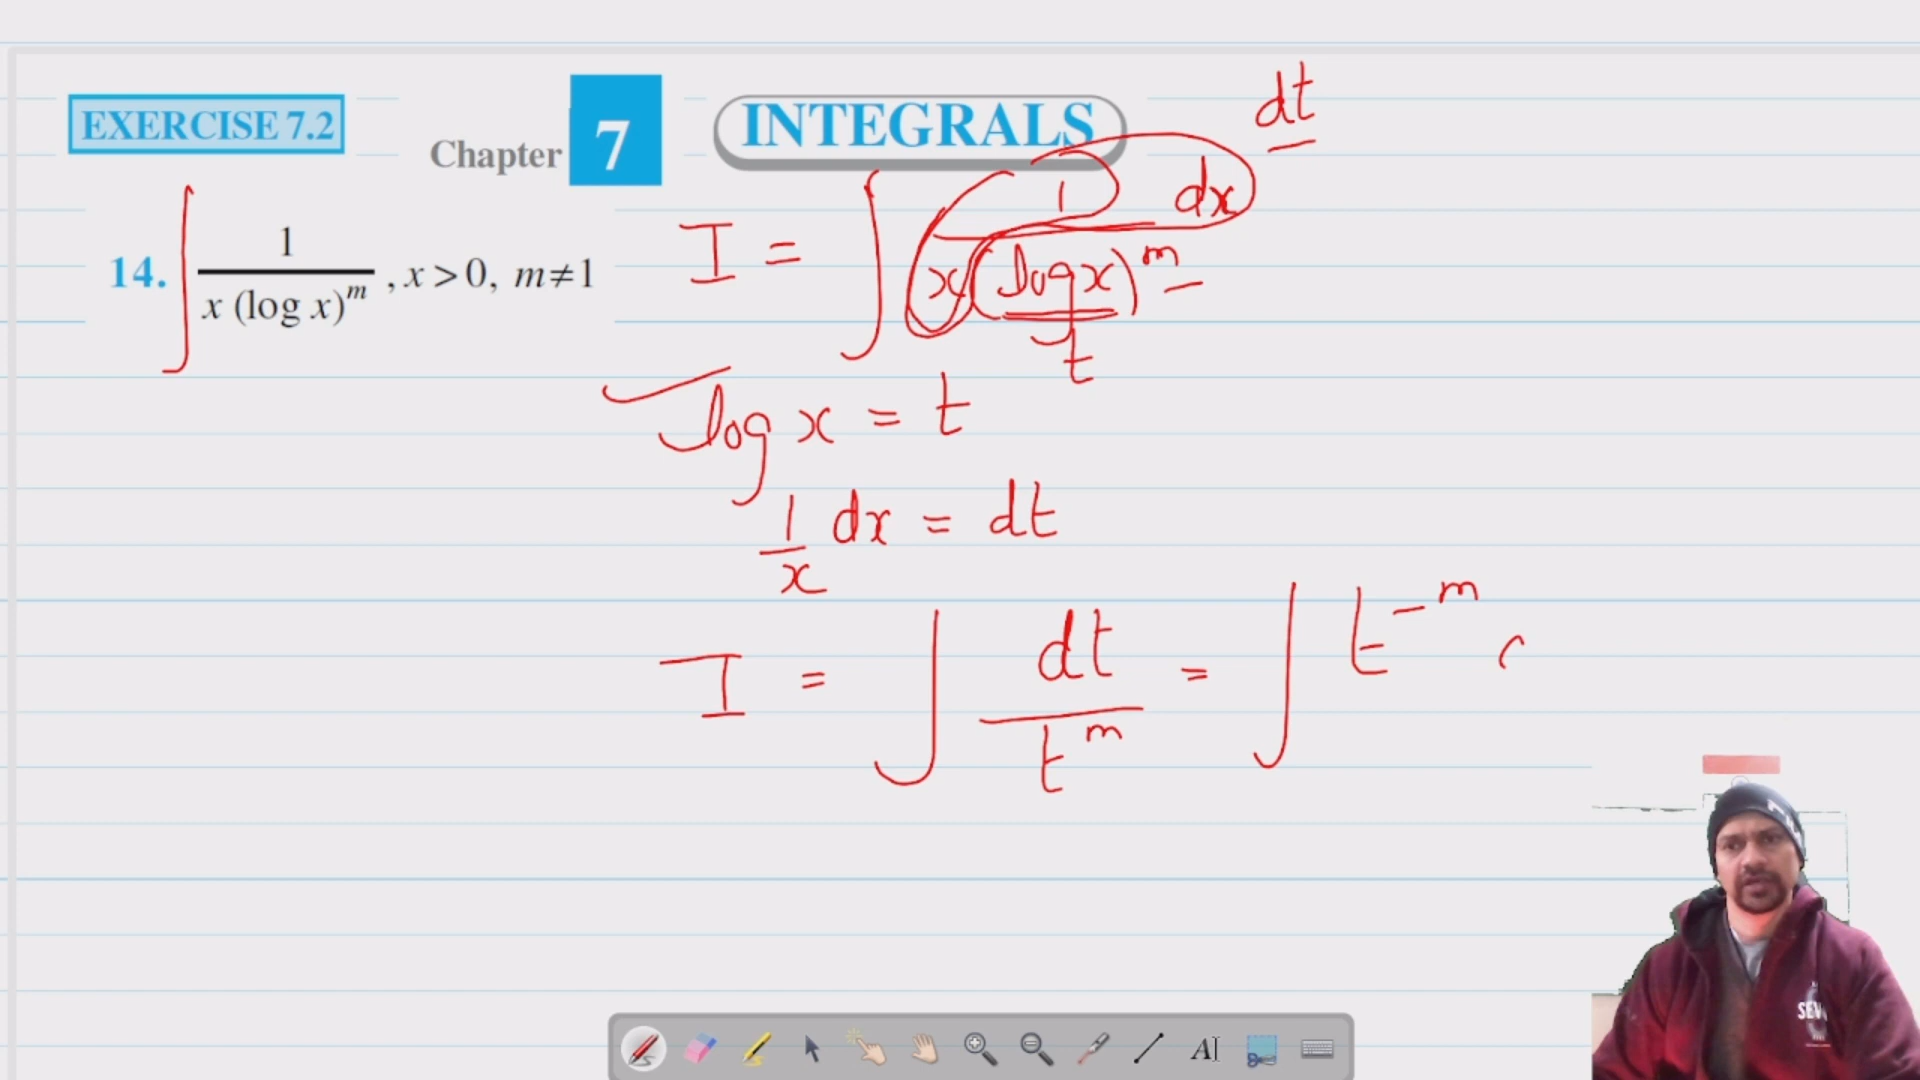 EXERCISE 7.2
Chapter 7
INTEGRALS
14. ∫ 1/(x (log x)^m) , x > 0, m ≠ 1
dt
I = ∫ 1 dx / (x (log x)^m)
t
log x = t
1/x dx = dt
I = ∫ dt/t^m = ∫ t^-m
AI